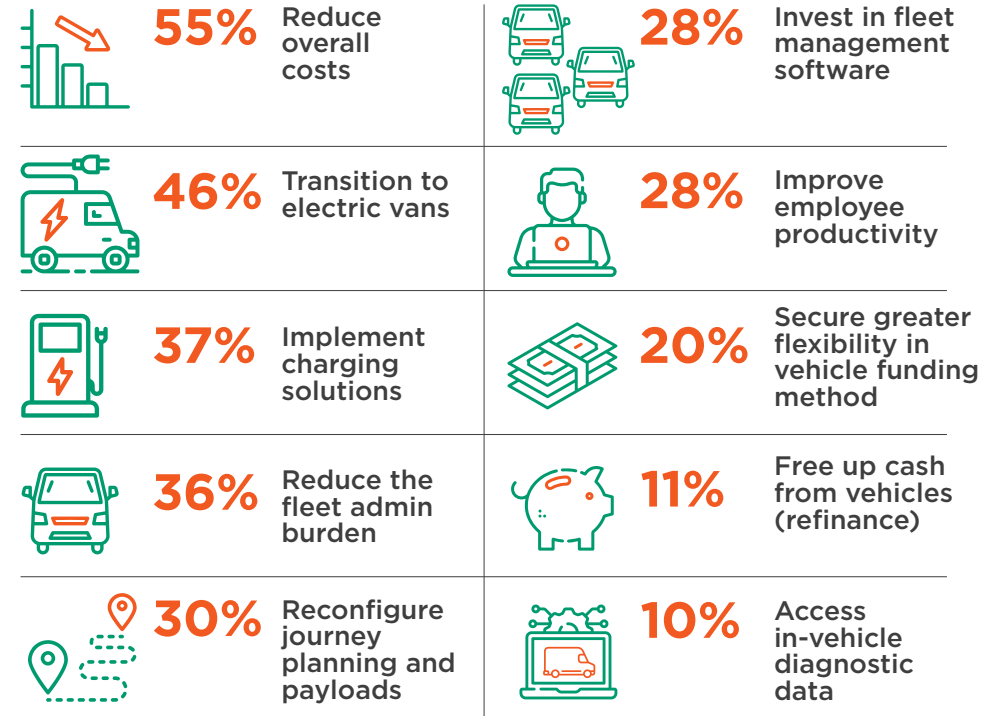 55%
Reduce
overall
costs
46%
Transition to
electric vans
37%
Implement
charging
solutions
36%
Reduce the
fleet admin
burden
30%
Reconfigure
journey
planning and
payloads
28%
Invest in fleet
management
software
28%
Improve
employee
productivity
20%
Secure greater
flexibility in
vehicle funding
method
11%
Free up cash
from vehicles
(refinance)
10%
Access
in-vehicle
diagnostic
data